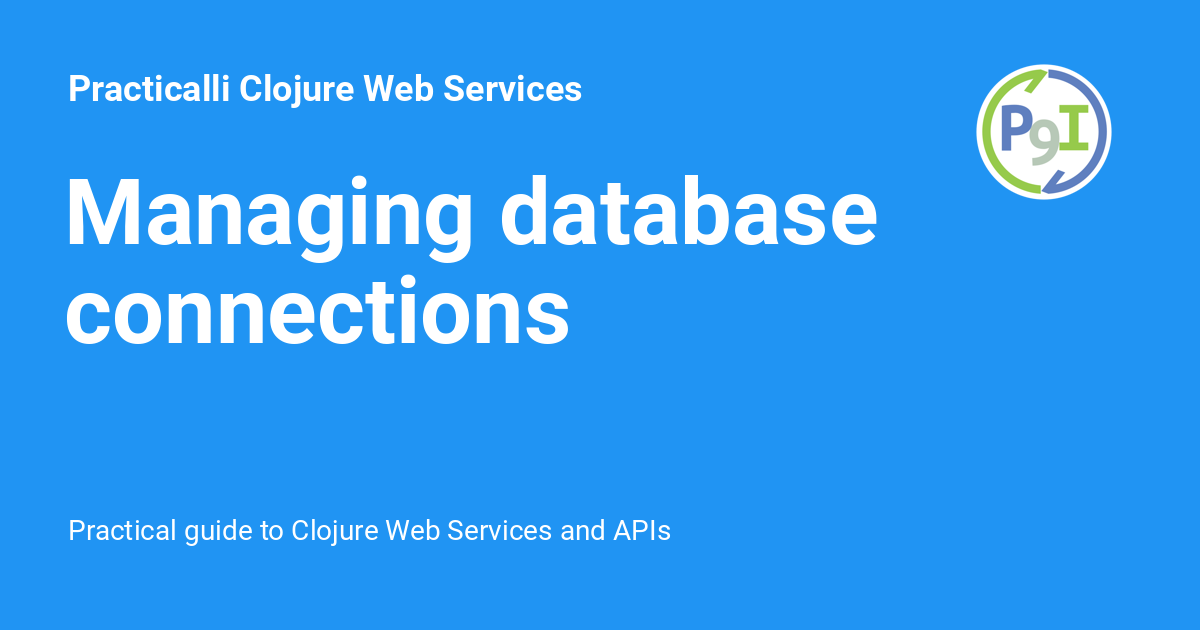 Practicalli Clojure Web Services
P9I
Managing database
connections
Practical guide to Clojure Web Services and APIs